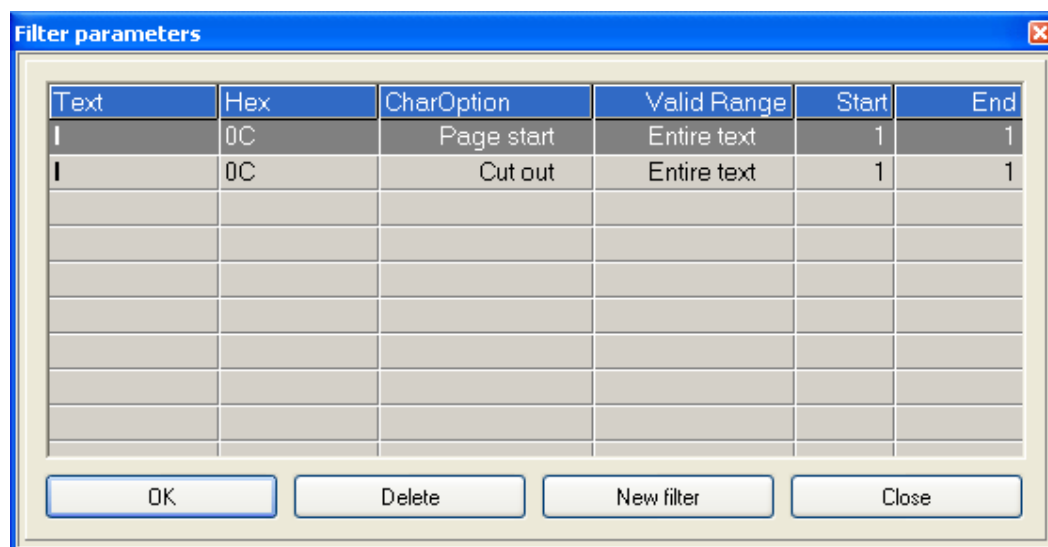 Filter parameters
Text Hex CharOption Valid Range Start End
I 0C Page start Entire text 1 1
I 0C Cut out Entire text 1 1
OK Delete New filter Close